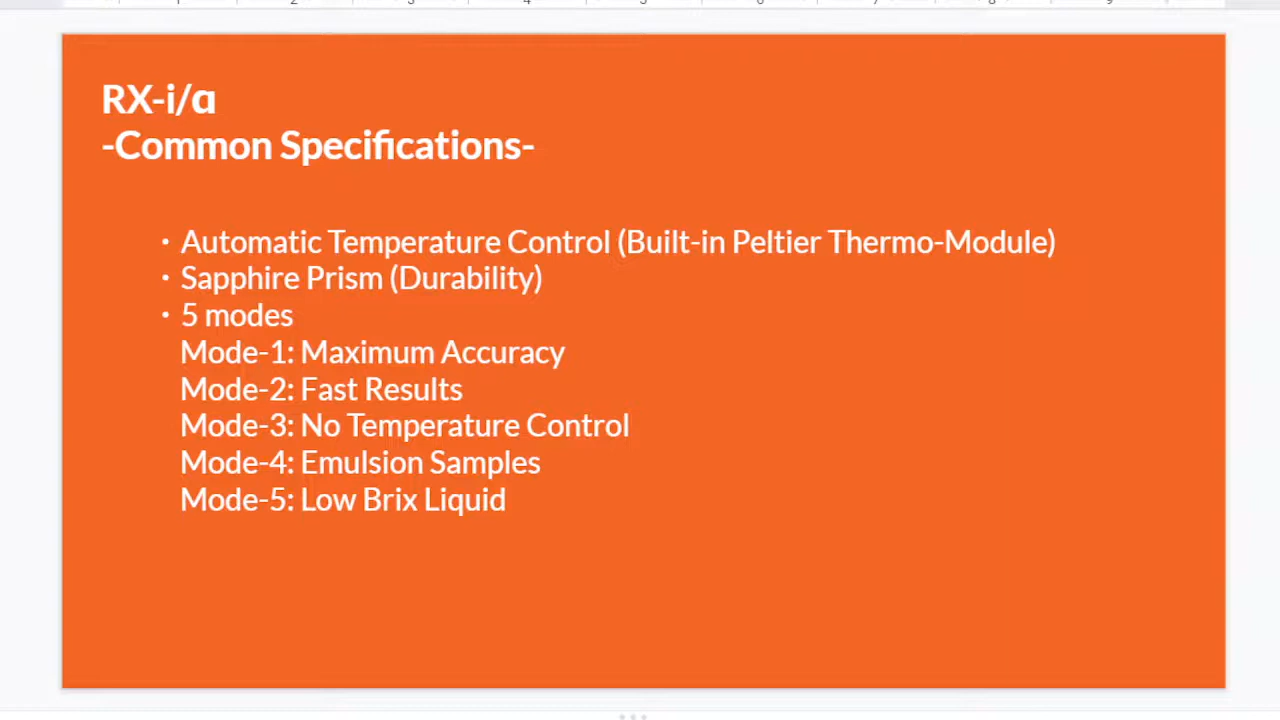 RX-i/α
-Common Specifications-
・Automatic Temperature Control (Built-in Peltier Thermo-Module)
・Sapphire Prism (Durability)
・5 modes
Mode-1: Maximum Accuracy
Mode-2: Fast Results
Mode-3: No Temperature Control
Mode-4: Emulsion Samples
Mode-5: Low Brix Liquid